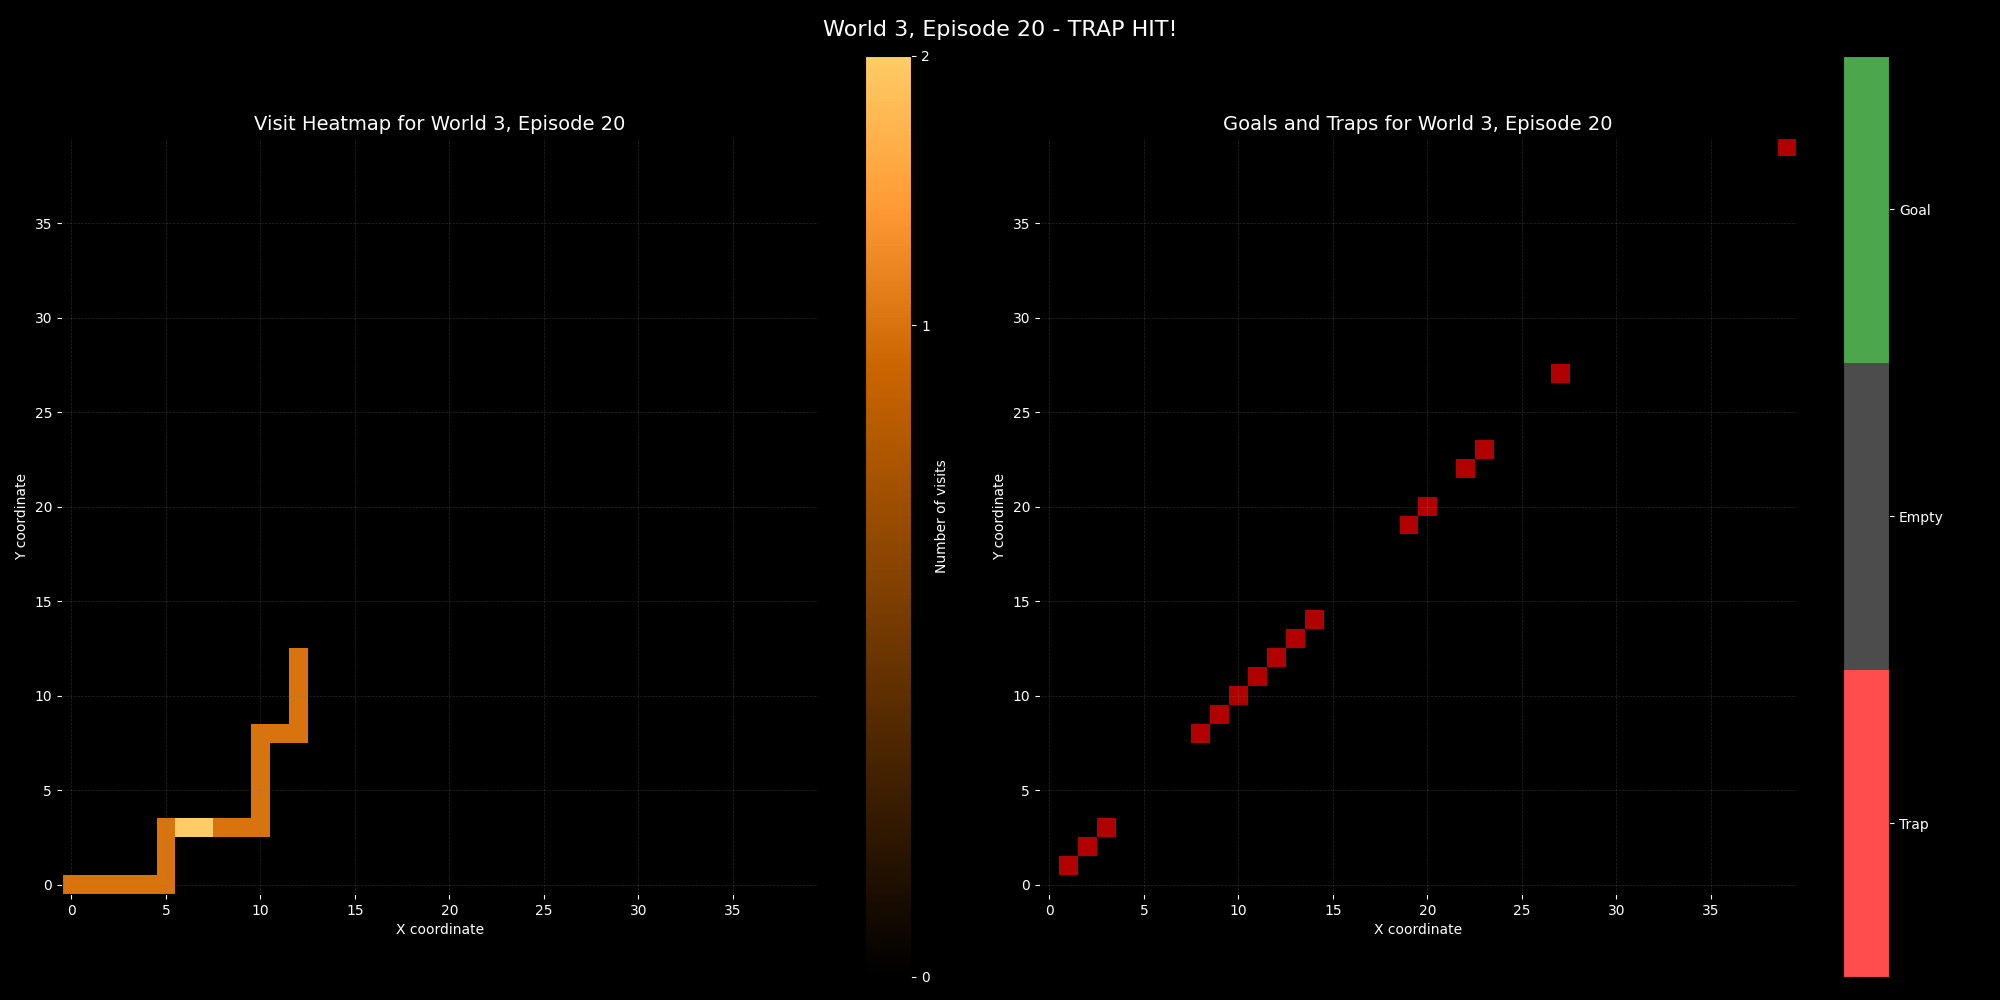 World 3, Episode 20 - TRAP HIT!
Visit Heatmap for World 3, Episode 20
35
30
25
20
15
10
5
0
Y coordinate
0 5 10 15 20 25 30 35
X coordinate
2
1
0
Number of visits
Goals and Traps for World 3, Episode 20
35
30
25
20
15
10
5
0
Y coordinate
0 5 10 15 20 25 30 35
X coordinate
Goal
Empty
Trap